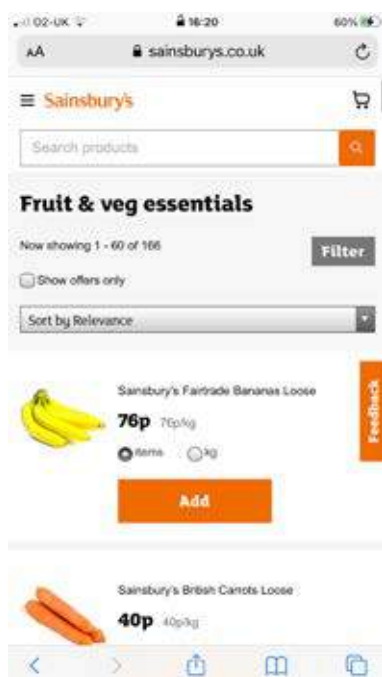 O2-UK
16:20
60%
AA
sainsburys.co.uk
Sainsbury's
Search products
Fruit & veg essentials
Now showing 1 - 60 of 166
Filter
Show offers only
Sort by Relevance
Sainsbury's Fairtrade Bananas Loose
76p 76p/kg
items kg
Add
Feedback
Sainsbury's British Carrots Loose
40p 40p/kg